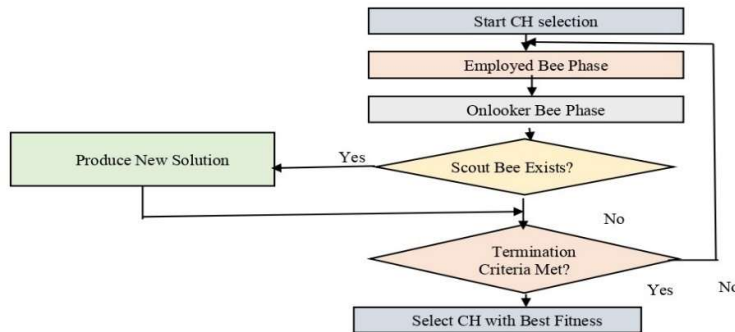 Start CH selection
Employed Bee Phase
Onlooker Bee Phase
Produce New Solution
Yes
Scout Bee Exists?
No
Termination
Criteria Met?
Yes
No
Select CH with Best Fitness